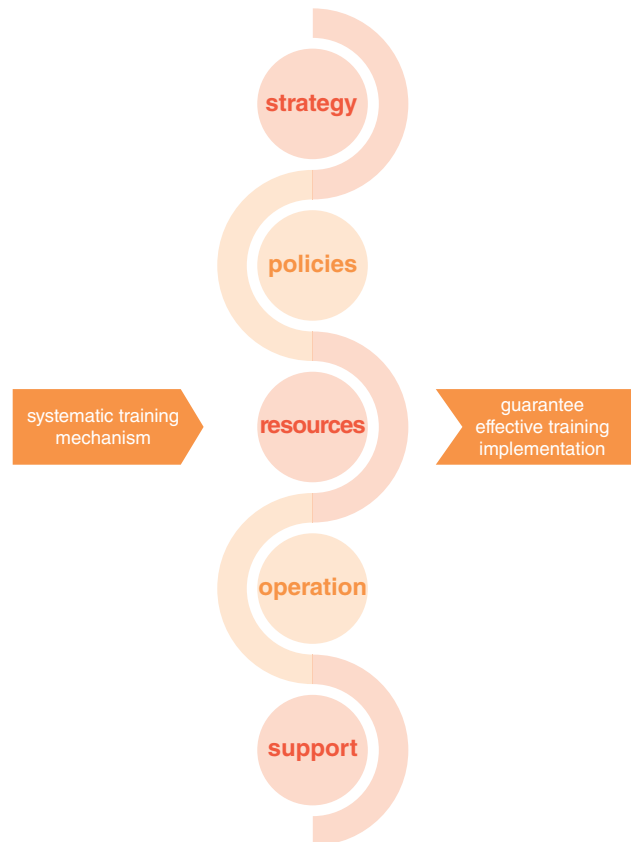 strategy
policies
systematic training
mechanism
resources
guarantee
effective training
implementation
operation
support